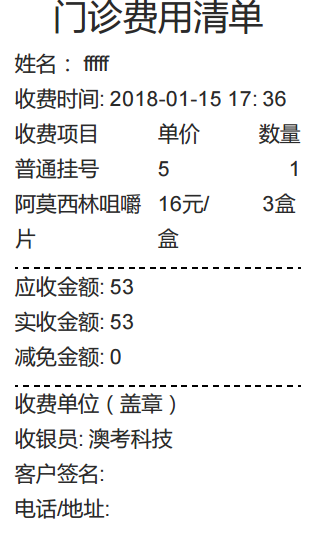 门诊费用清单
姓名： fffff
收费时间: 2018-01-15 17: 36
收费项目 单价 数量
普通挂号 5 1
阿莫西林咀嚼 16元/ 3盒
片 盒
应收金额: 53
实收金额: 53
减免金额: 0
收费单位（盖章）
收银员: 澳考科技
客户签名:
电话/地址: